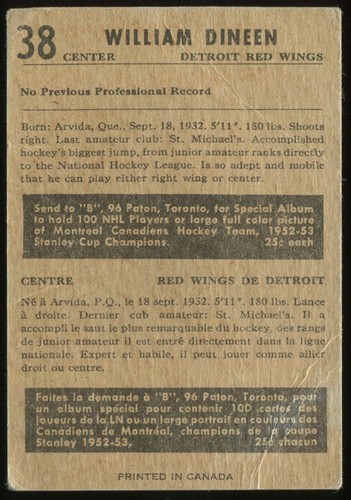 38 WILLIAM DINEEN
CENTER DETROIT RED WINGS
No Previous Professional Record
Born: Arvida, Que., Sept. 18, 1932. 5'11". 180 lbs. Shoots
right. Last amateur club: St. Michael's. Accomplished
hockey's biggest jump, from junior amateur ranks directly
to the National Hockey League. Is so adept and mobile
that he can play either right wing or center.
Send to "B", 96 Paton, Toronto, for Special Album
to hold 100 NHL Players or large full color picture
of Montreal Canadiens Hockey Team, 1952-53
Stanley Cup Champions. 25¢ each
CENTRE RED WINGS DE DETROIT
Né à Arvida, P.Q., le 18 sept. 1932. 5'11". 180 lbs. Lance
à droite. Dernier cub amateur: St. Michael's. Il a
accompli le saut le plus remarquable du hockey, des rangs
de junior amateur il est entré directement dans la ligue
nationale. Expert et habile, il peut jouer comme ailier
droit ou centre.
Faites la demande à "B", 96 Paton, Toronto, pour
un album spécial pour contenir 100 cartes des
joueurs de la LN ou un large portrait en couleurs des
Canadiens de Montréal, champions de la coupe
Stanley 1952-53, 25¢ chacun
PRINTED IN CANADA